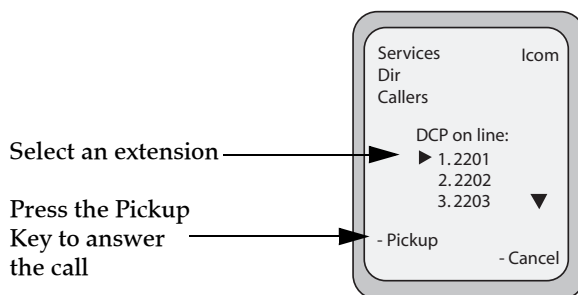 Services Icom
Dir
Callers
DCP on line:
Select an extension
1. 2201
2. 2202
3. 2203
Press the Pickup
Key to answer
the call
- Pickup
- Cancel